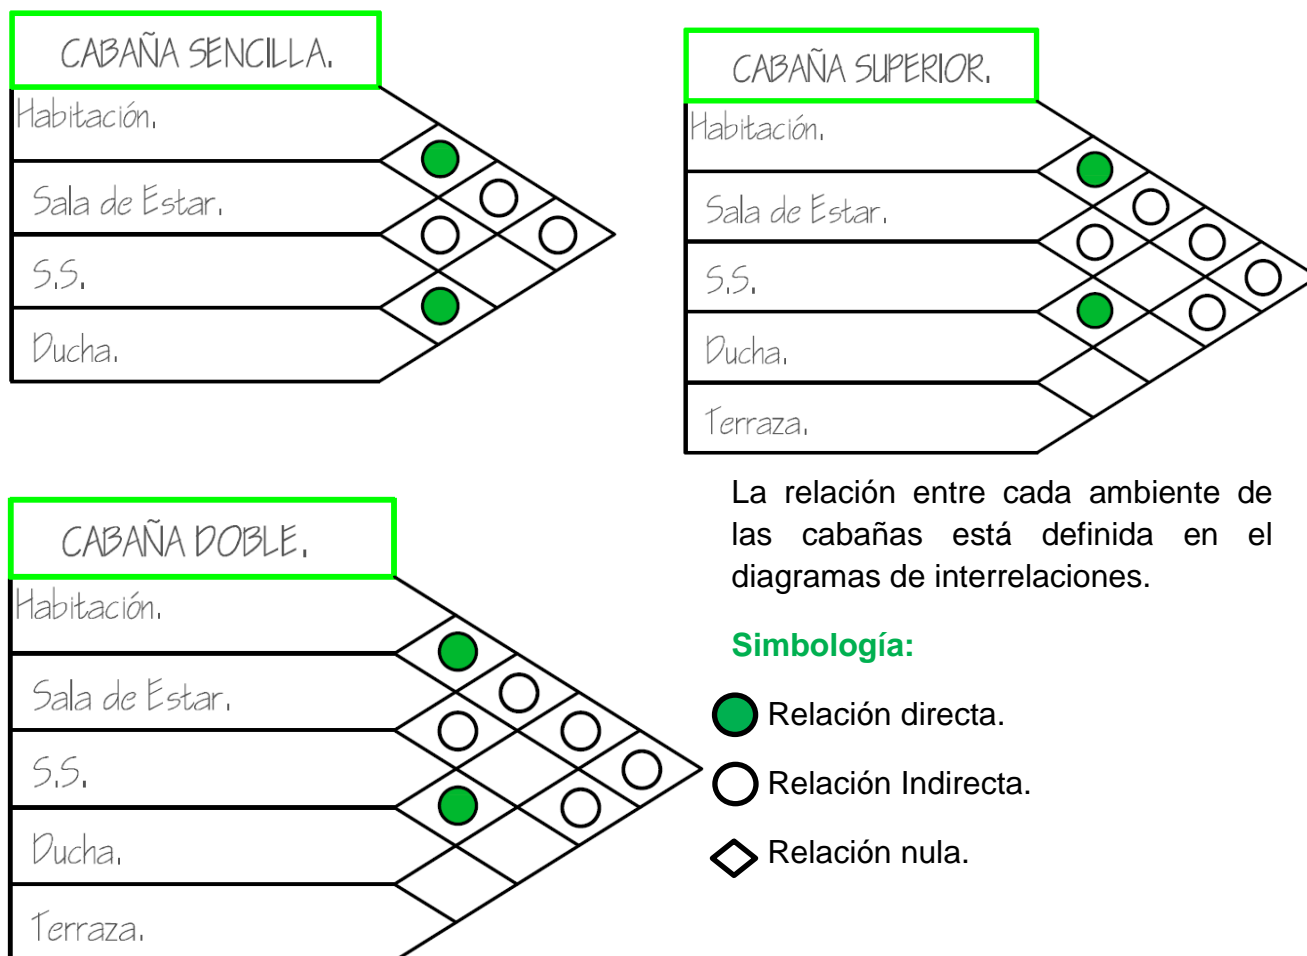 CABAÑA SENCILLA.
Habitación.
Sala de Estar.
S.S.
Ducha.
CABAÑA SUPERIOR.
Habitación.
Sala de Estar.
S.S.
Ducha.
Terraza.
CABAÑA DOBLE.
Habitación.
Sala de Estar.
S.S.
Ducha.
Terraza.
La relación entre cada ambiente de
las cabañas está definida en el
diagramas de interrelaciones.
Simbología:
Relación directa.
Relación Indirecta.
Relación nula.